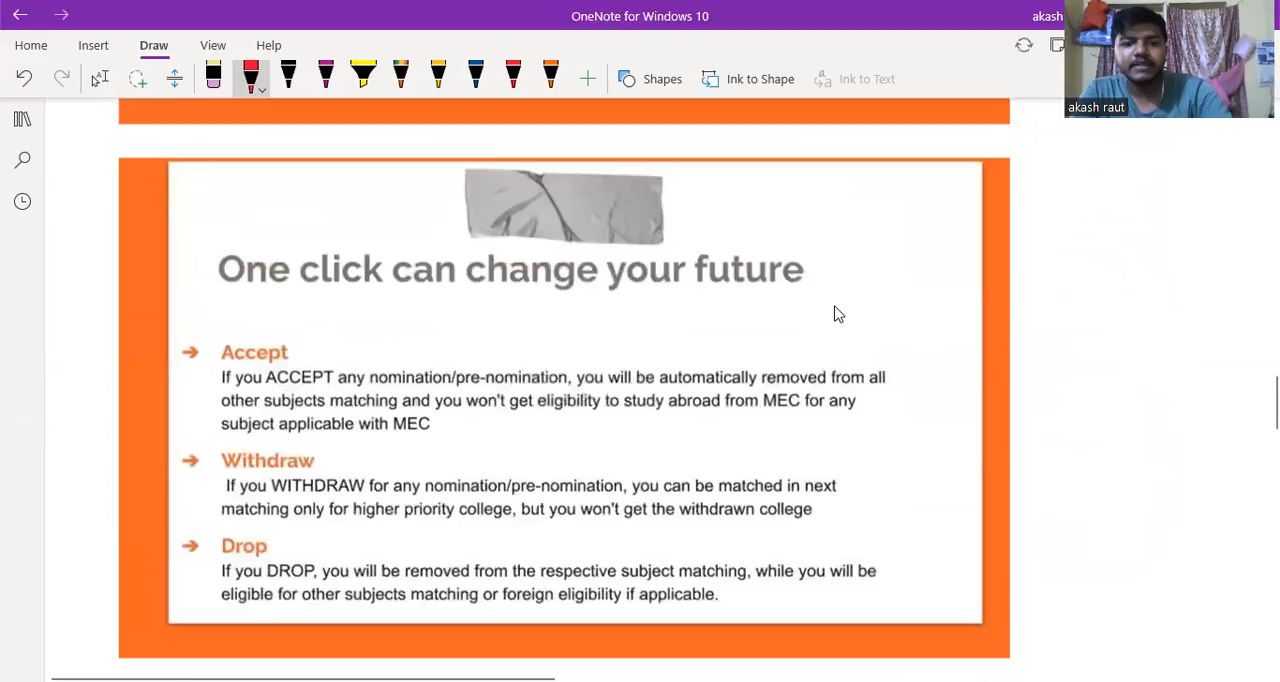 OneNote for Windows 10
akash
Home Insert Draw View Help
Shapes Ink to Shape Ink to Text
akash raut
One click can change your future
Accept
If you ACCEPT any nomination/pre-nomination, you will be automatically removed from all
other subjects matching and you won't get eligibility to study abroad from MEC for any
subject applicable with MEC
Withdraw
If you WITHDRAW for any nomination/pre-nomination, you can be matched in next
matching only for higher priority college, but you won't get the withdrawn college
Drop
If you DROP, you will be removed from the respective subject matching, while you will be
eligible for other subjects matching or foreign eligibility if applicable.